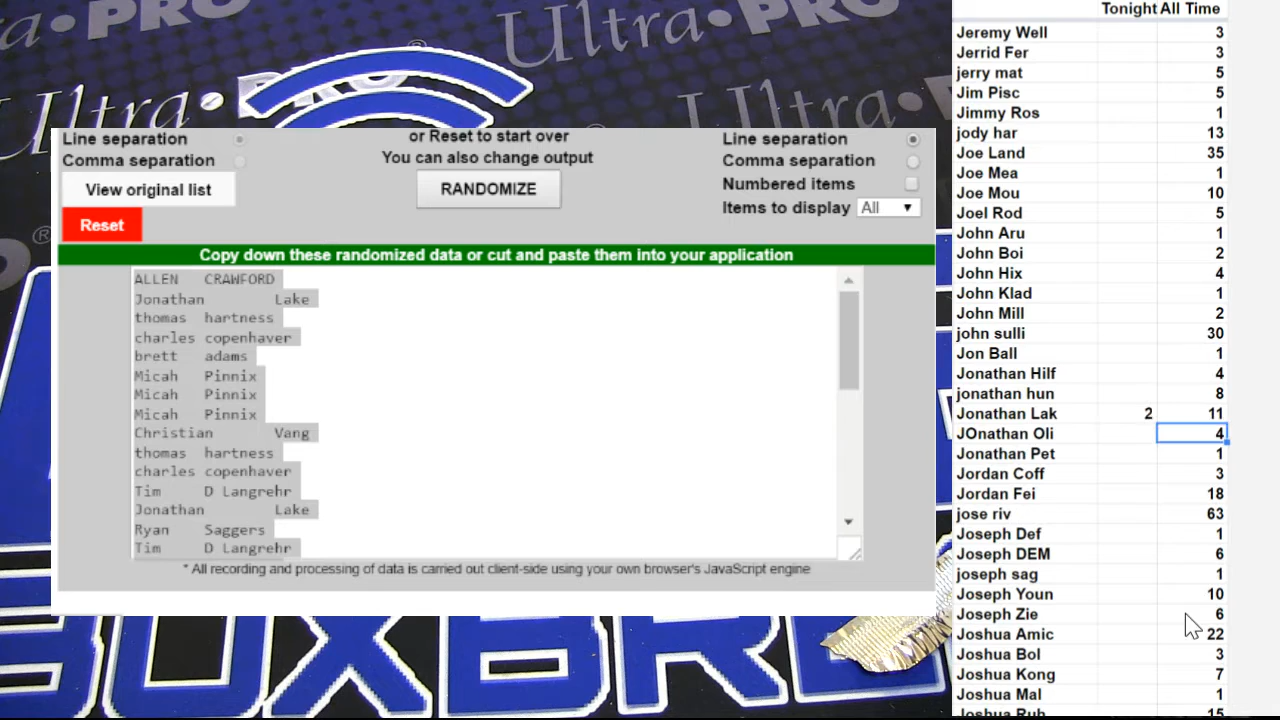 Ultra•PRO
Ultra•PRO
Ultra•PRO
Line separation
Comma separation
View original list
Reset
or Reset to start over
You can also change output
RANDOMIZE
Line separation
Comma separation
Numbered items
Items to display All
Copy down these randomized data or cut and paste them into your application
ALLEN CRAWFORD
Jonathan Lake
thomas hartness
charles copenhaver
brett adams
Micah Pinnix
Micah Pinnix
Micah Pinnix
Christian Vang
thomas hartness
charles copenhaver
Tim D Langrehr
Jonathan Lake
Ryan Saggers
Tim D Langrehr
* All recording and processing of data is carried out client-side using your own browser's JavaScript engine
Tonight All Time
Jeremy Well 3
Jerrid Fer 3
jerry mat 5
Jim Pisc 5
Jimmy Ros 1
jody har 13
Joe Land 35
Joe Mea 1
Joe Mou 10
Joel Rod 5
John Aru 1
John Boi 2
John Hix 4
John Klad 1
John Mill 2
john sulli 30
Jon Ball 1
Jonathan Hilf 4
jonathan hun 8
Jonathan Lak 2 11
JOnathan Oli 4
Jonathan Pet 1
Jordan Coff 3
Jordan Fei 18
jose riv 63
Joseph Def 1
Joseph DEM 6
joseph sag 1
Joseph Youn 10
Joseph Zie 6
Joshua Amic 22
Joshua Bol 3
Joshua Kong 7
Joshua Mal 1
Joshua Rub 15